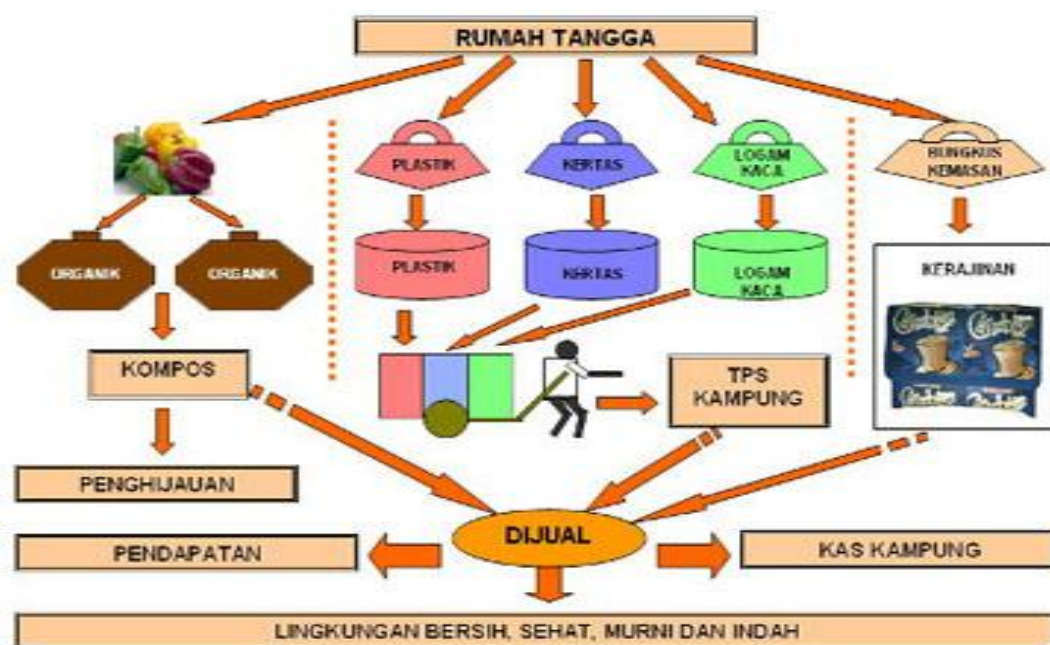 RUMAH TANGGA
PLASTIK
KERTAS
LOGAM
KACA
BUNGKUS
KEMASAN
ORGANIK
ORGANIK
PLASTIK
KERTAS
LOGAM
KACA
KERAJINAN
KOMPOS
TPS
KAMPUNG
PENGHIJAUAN
DIJUAL
PENDAPATAN
KAS KAMPUNG
LINGKUNGAN BERSIH, SEHAT, MURNI DAN INDAH